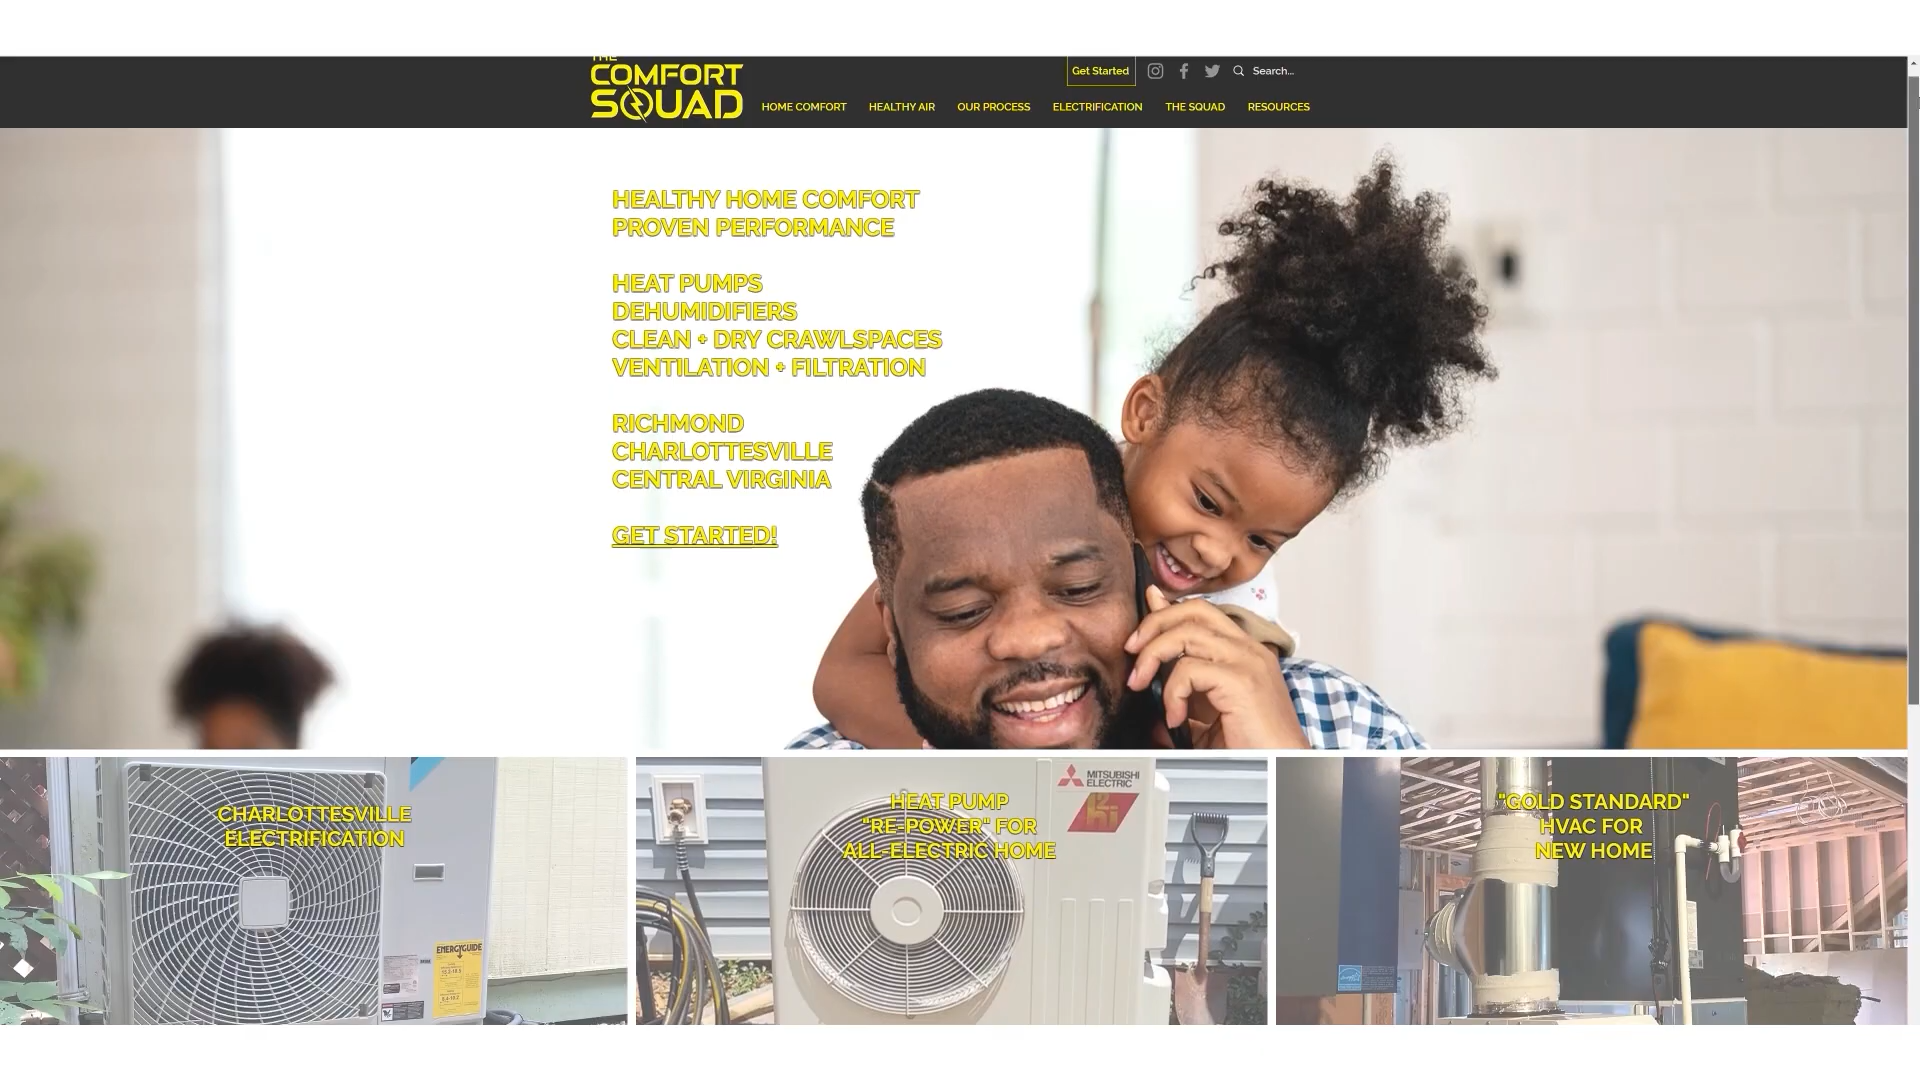 THE
COMFORT
SQUAD
Get Started
Search...
HOME COMFORT
HEALTHY AIR
OUR PROCESS
ELECTRIFICATION
THE SQUAD
RESOURCES
HEALTHY HOME COMFORT
PROVEN PERFORMANCE
HEAT PUMPS
DEHUMIDIFIERS
CLEAN + DRY CRAWLSPACES
VENTILATION + FILTRATION
RICHMOND
CHARLOTTESVILLE
CENTRAL VIRGINIA
GET STARTED!
CHARLOTTESVILLE
ELECTRIFICATION
ENERGYGUIDE
MITSUBISHI
ELECTRIC
H2i
HEAT PUMP
"RE-POWER" FOR
ALL-ELECTRIC HOME
"GOLD STANDARD"
HVAC FOR
NEW HOME